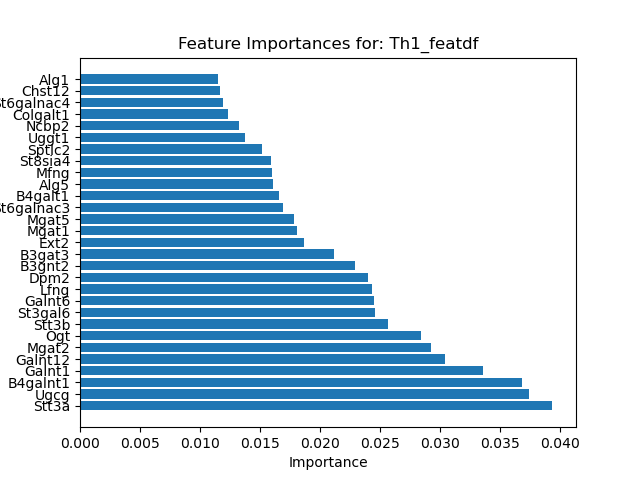 Feature Importances for: Th1_featdf
Alg1
Chst12
St6galnac4
Colgalt1
Ncbp2
Uggt1
Sptlc2
St8sia4
Mfng
Alg5
B4galt1
St6galnac3
Mgat5
Mgat1
Ext2
B3gat3
B3gnt2
Dpm2
Lfng
Galnt6
St3gal6
Stt3b
Ogt
Mgat2
Galnt12
Galnt1
B4galnt1
Ugcg
Stt3a
0.000 0.005 0.010 0.015 0.020 0.025 0.030 0.035 0.040
Importance